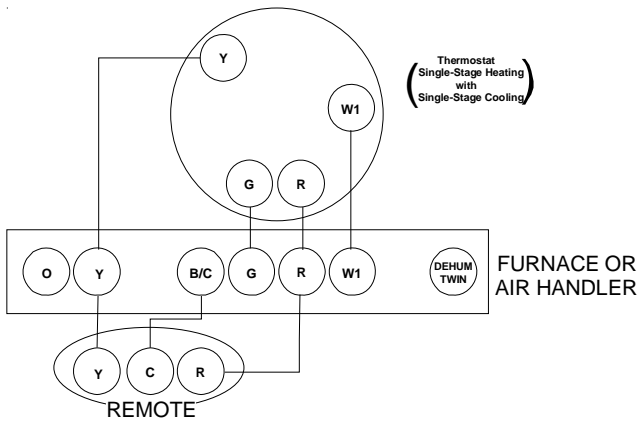 Y
Thermostat
Single-Stage Heating
with
Single-Stage Cooling
W1
G R
O Y B/C G R W1 DEHUM
TWIN
FURNACE OR
AIR HANDLER
Y C R
REMOTE